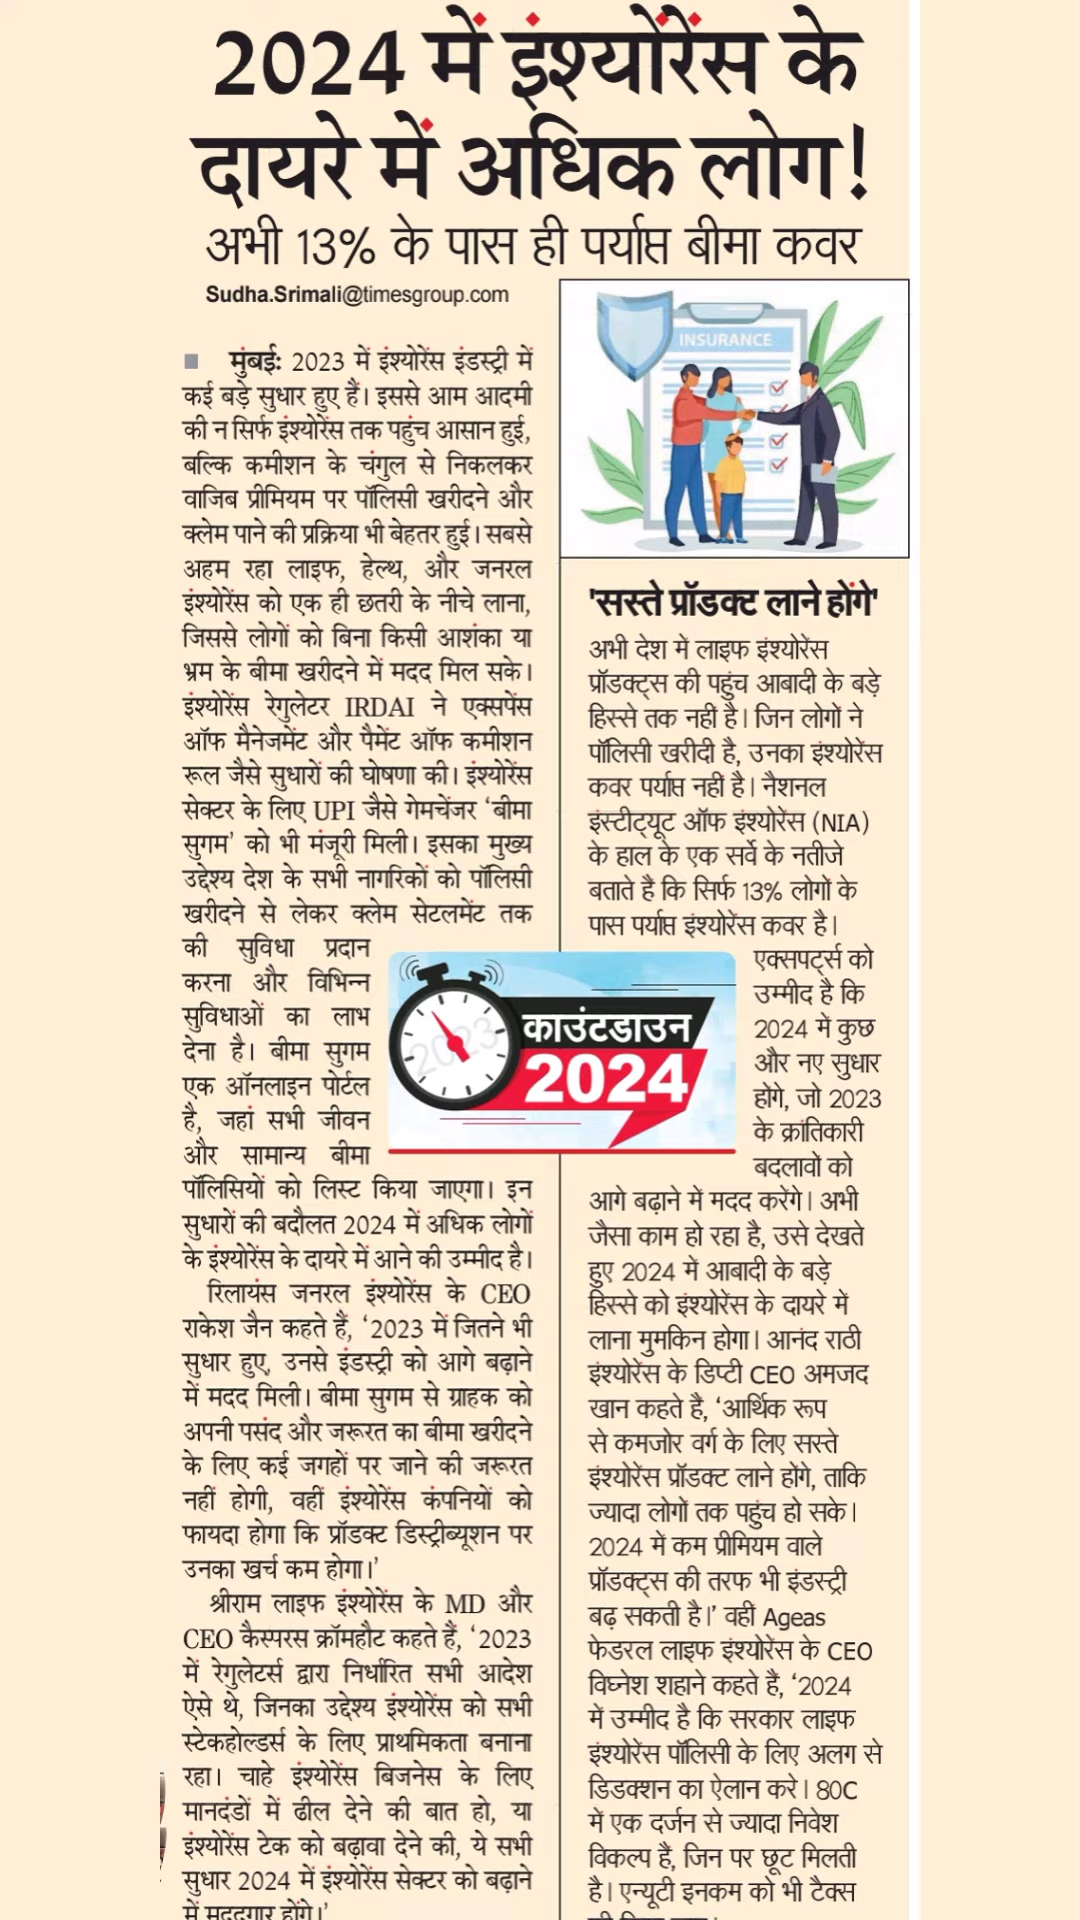 2024 में इंश्योरेंस के
दायरे में अधिक लोग!
अभी 13% के पास ही पर्याप्त बीमा कवर
Sudha.Srimali@timesgroup.com
■ मुंबई: 2023 में इंश्योरेंस इंडस्ट्री में
कई बड़े सुधार हुए हैं। इससे आम आदमी
की न सिर्फ इंश्योरेंस तक पहुंच आसान हुई,
बल्कि कमीशन के चंगुल से निकलकर
वाजिब प्रीमियम पर पॉलिसी खरीदने और
क्लेम पाने की प्रक्रिया भी बेहतर हुई। सबसे
अहम रहा लाइफ, हेल्थ, और जनरल
इंश्योरेंस को एक ही छतरी के नीचे लाना,
जिससे लोगों को बिना किसी आशंका या
भ्रम के बीमा खरीदने में मदद मिल सके।
इंश्योरेंस रेगुलेटर IRDAI ने एक्सपेंस
ऑफ मैनेजमेंट और पैमेंट ऑफ कमीशन
रूल जैसे सुधारों की घोषणा की। इंश्योरेंस
सेक्टर के लिए UPI जैसे गेमचेंजर ‘बीमा
सुगम’ को भी मंजूरी मिली। इसका मुख्य
उद्देश्य देश के सभी नागरिकों को पॉलिसी
खरीदने से लेकर क्लेम सेटलमेंट तक
की सुविधा प्रदान
करना और विभिन्न
सुविधाओं का लाभ
देना है। बीमा सुगम
एक ऑनलाइन पोर्टल
है, जहां सभी जीवन
और सामान्य बीमा
पॉलिसियों को लिस्ट किया जाएगा। इन
सुधारों की बदौलत 2024 में अधिक लोगों
के इंश्योरेंस के दायरे में आने की उम्मीद है।
रिलायंस जनरल इंश्योरेंस के CEO
राकेश जैन कहते हैं, ‘2023 में जितने भी
सुधार हुए, उनसे इंडस्ट्री को आगे बढ़ाने
में मदद मिली। बीमा सुगम से ग्राहक को
अपनी पसंद और जरूरत का बीमा खरीदने
के लिए कई जगहों पर जाने की जरूरत
नहीं होगी, वहीं इंश्योरेंस कंपनियों को
फायदा होगा कि प्रॉडक्ट डिस्ट्रीब्यूशन पर
उनका खर्च कम होगा।’
श्रीराम लाइफ इंश्योरेंस के MD और
CEO कैस्परस क्रॉमहौट कहते हैं, ‘2023
में रेगुलेटर्स द्वारा निर्धारित सभी आदेश
ऐसे थे, जिनका उद्देश्य इंश्योरेंस को सभी
स्टेकहोल्डर्स के लिए प्राथमिकता बनाना
रहा। चाहे इंश्योरेंस बिजनेस के लिए
मानदंडों में ढील देने की बात हो, या
इंश्योरेंस टेक को बढ़ावा देने की, ये सभी
सुधार 2024 में इंश्योरेंस सेक्टर को बढ़ाने
में मददगार होंगे।’
INSURANCE
'सस्ते प्रॉडक्ट लाने होंगे'
अभी देश में लाइफ इंश्योरेंस
प्रॉडक्ट्स की पहुंच आबादी के बड़े
हिस्से तक नही है। जिन लोगों ने
पॉलिसी खरीदी है, उनका इंश्योरेंस
कवर पर्याप्त नहीं है। नैशनल
इंस्टीट्यूट ऑफ इंश्योरेंस (NIA)
के हाल के एक सर्वे के नतीजे
बताते हैं कि सिर्फ 13% लोगों के
पास पर्याप्त इंश्योरेंस कवर है।
एक्सपर्ट्स को
उम्मीद है कि
2024 में कुछ
और नए सुधार
होंगे, जो 2023
के क्रांतिकारी
बदलावों को
आगे बढ़ाने में मदद करेंगे। अभी
जैसा काम हो रहा है, उसे देखते
हुए 2024 में आबादी के बड़े
हिस्से को इंश्योरेंस के दायरे में
लाना मुमकिन होगा। आनंद राठी
इंश्योरेंस के डिप्टी CEO अमजद
खान कहते हैं, ‘आर्थिक रूप
से कमजोर वर्ग के लिए सस्ते
इंश्योरेंस प्रॉडक्ट लाने होंगे, ताकि
ज्यादा लोगों तक पहुंच हो सके।
2024 में कम प्रीमियम वाले
प्रॉडक्ट्स की तरफ भी इंडस्ट्री
बढ़ सकती है।’ वही Ageas
फेडरल लाइफ इंश्योरेंस के CEO
विघ्नेश शहाने कहते हैं, ‘2024
में उम्मीद है कि सरकार लाइफ
इंश्योरेंस पॉलिसी के लिए अलग से
डिडक्शन का ऐलान करे। 80C
में एक दर्जन से ज्यादा निवेश
विकल्प हैं, जिन पर छूट मिलती
है। एन्यूटी इनकम को भी टैक्स
2023
काउंटडाउन
2024